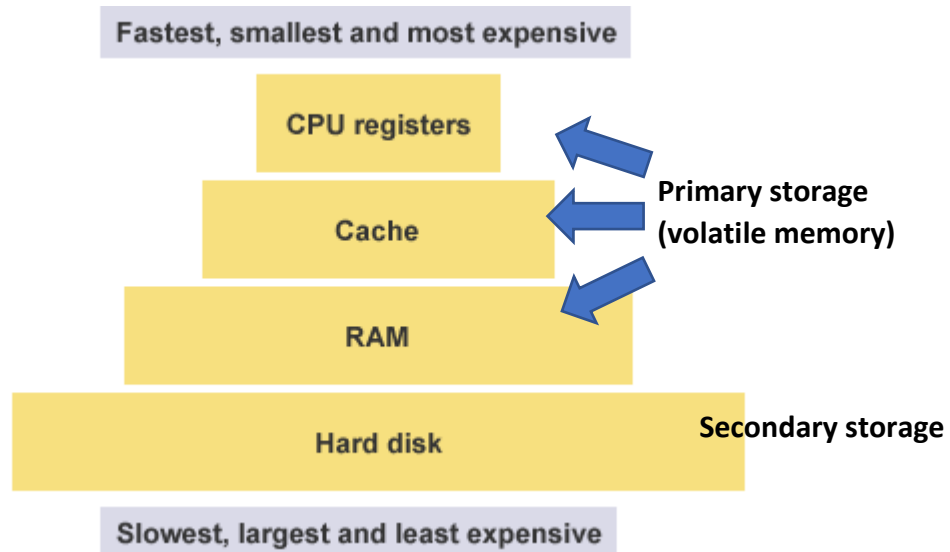 Fastest, smallest and most expensive
CPU registers
Primary storage
(volatile memory)
Cache
RAM
Hard disk
Secondary storage
Slowest, largest and least expensive